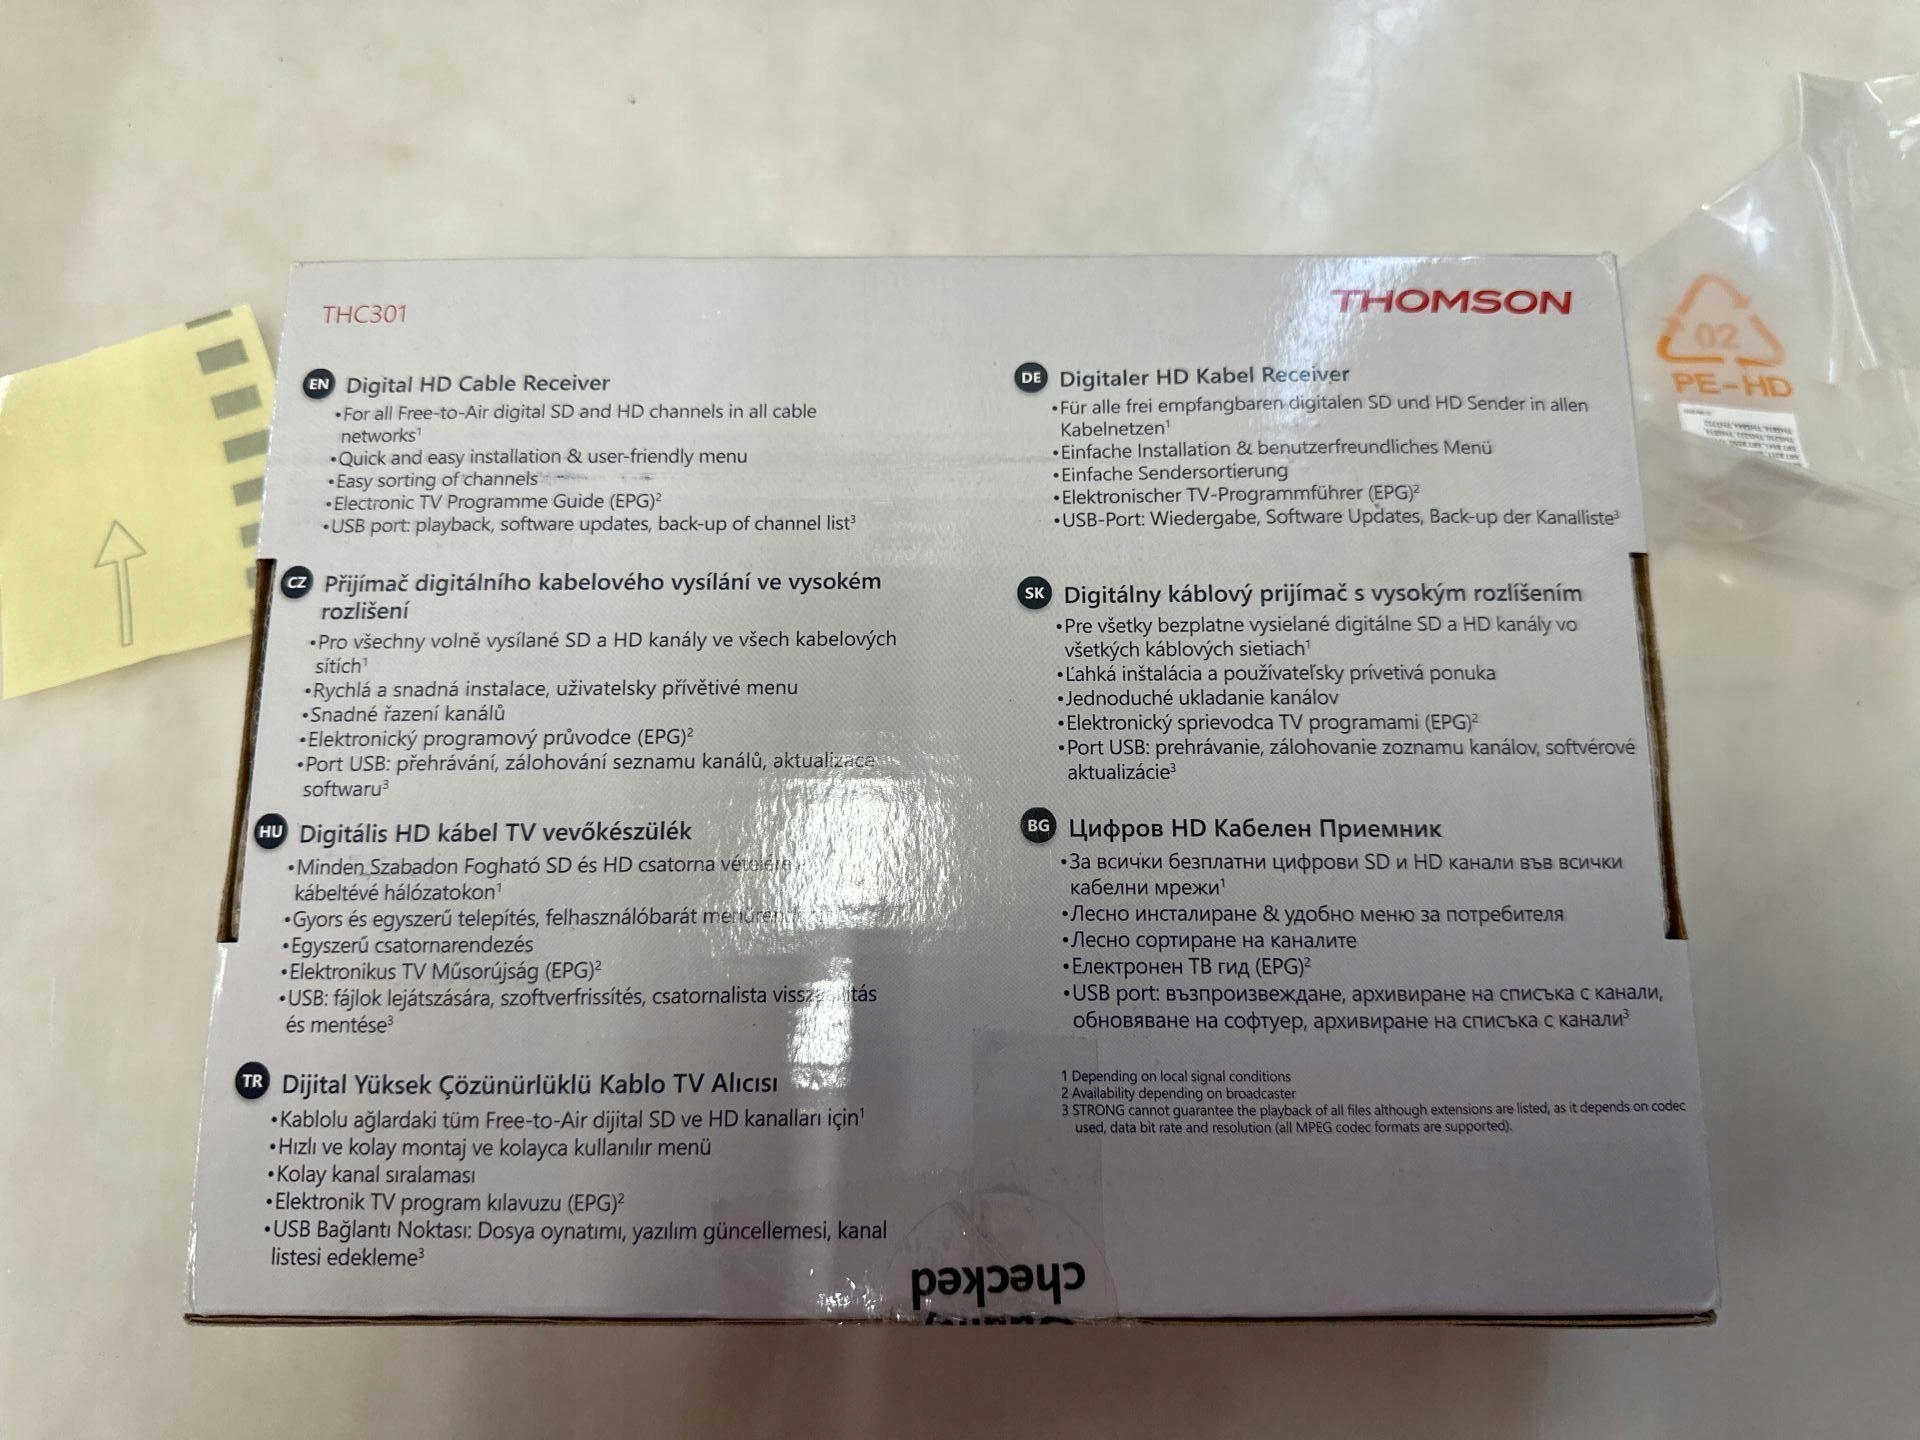 THC301
THOMSON
EN Digital HD Cable Receiver
•For all Free-to-Air digital SD and HD channels in all cable
networks¹
•Quick and easy installation & user-friendly menu
•Easy sorting of channels
•Electronic TV Programme Guide (EPG)²
•USB port: playback, software updates, back-up of channel list³
DE Digitaler HD Kabel Receiver
•Für alle frei empfangbaren digitalen SD und HD Sender in allen
Kabelnetzen¹
•Einfache Installation & benutzerfreundliches Menü
•Einfache Sendersortierung
•Elektronischer TV-Programmführer (EPG)²
•USB-Port: Wiedergabe, Software Updates, Back-up der Kanalliste³
CZ Přijímač digitálního kabelového vysílání ve vysokém
rozlišení
•Pro všechny volně vysílané SD a HD kanály ve všech kabelových
sítích¹
•Rychlá a snadná instalace, uživatelsky přívětivé menu
•Snadné řazení kanálů
•Elektronický programový průvodce (EPG)²
•Port USB: přehrávání, zálohování seznamu kanálů, aktualizaca
softwaru³
SK Digitálny káblový prijímač s vysokým rozlíšením
•Pre všetky bezplatne vysielané digitálne SD a HD kanály vo
všetkých káblových sietiach¹
•Ľahká inštalácia a používateľsky prívetivá ponuka
•Jednoduché ukladanie kanálov
•Elektronický sprievodca TV programami (EPG)²
•Port USB: prehrávanie, zálohovanie zoznamu kanálov, softvérové
aktualizácie³
HU Digitális HD kábel TV vevőkészülék
•Minden Szabadon Fogható SD és HD csatorna
kábeltévé hálózatokon¹
•Gyors és egyszerű telepítés, felhasználóbarát
•Egyszerű csatornarendezés
•Elektronikus TV Műsorújság (EPG)²
•USB: fájlok lejátszására, szoftverfrissítés, csatornalista
és mentése³
BG Цифров HD Кабелен Приемник
•За всички безплатни цифрови SD и HD канали във всички
кабелни мрежи¹
•Лесно инсталиране & удобно меню за потребителя
•Лесно сортиране на каналите
•Електронен ТВ гид (EPG)²
•USB port: възпроизвеждане, архивиране на списъка с канали,
обновяване на софтуер, архивиране на списъка с канали³
TR Dijital Yüksek Çözünürlüklü Kablo TV Alıcısı
•Kablolu ağlardaki tüm Free-to-Air dijital SD ve HD kanalları için¹
•Hızlı ve kolay montaj ve kolayca kullanılır menü
•Kolay kanal sıralaması
•Elektronik TV program kılavuzu (EPG)²
•USB Bağlantı Noktası: Dosya oynatımı, yazılım güncellemesi, kanal
listesi edekleme³
1 Depending on local signal conditions
2 Availability depending on broadcaster
3 STRONG cannot guarantee the playback of all files although extensions are listed, as it depends on codec
used, data bit rate and resolution (all MPEG codec formats are supported).
checked
02
PE-HD